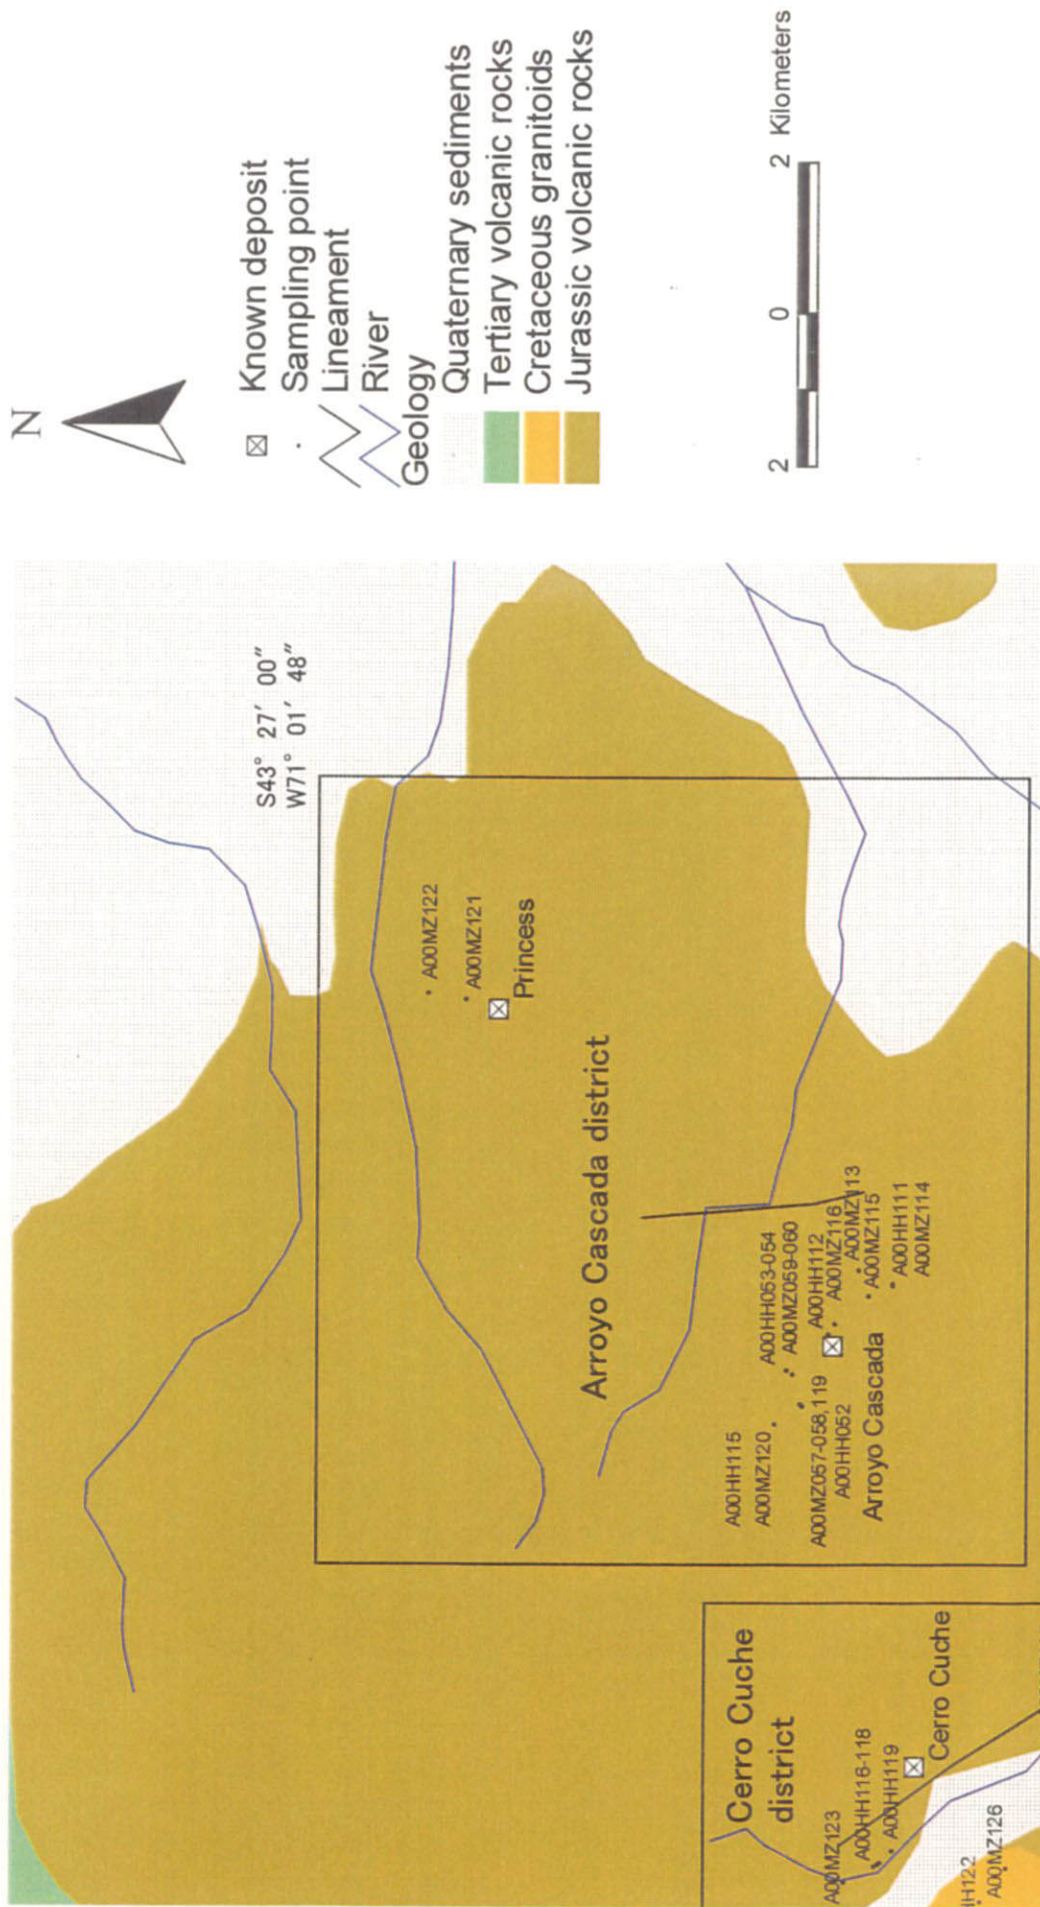 N
Known deposit
Sampling point
Lineament
River
Geology
Quaternary sediments
Tertiary volcanic rocks
Cretaceous granitoids
Jurassic volcanic rocks
2 0 2 Kilometers
S43° 27′ 00″
W71° 01′ 48″
A00MZ122
A00MZ121
Princess
Arroyo Cascada district
A00HH053-054
A00MZ059-060
A00HH112
A00MZ116
A00MZ113
A00MZ115
A00HH111
A00MZ114
A00HH115
A00MZ120
A00MZ057-058,119
A00HH052
Arroyo Cascada
Cerro Cuche
district
A00MZ123
A00HH116-118
A00HH119
Cerro Cuche
IH122
A00MZ126